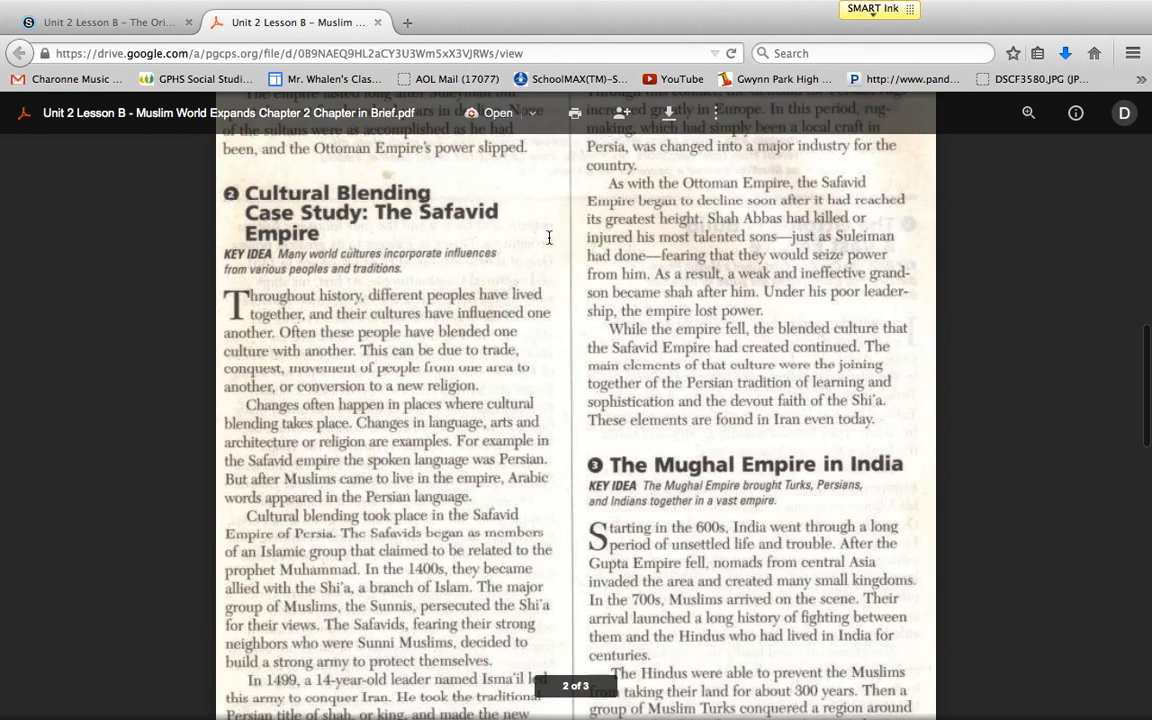 SMART Ink
Unit 2 Lesson B – The Ori...
Unit 2 Lesson B – Muslim ...
https://drive.google.com/a/pgcps.org/file/d/0B9NAEQ9HL2aCY3U3Wm5xX3VJRWs/view
Search
Charonne Music ...
GPHS Social Studi...
Mr. Whalen's Clas...
AOL Mail (17077)
SchoolMAX(TM)–S...
YouTube
Gwynn Park High ...
http://www.pand...
DSCF3580.JPG (JP...
Unit 2 Lesson B - Muslim World Expands Chapter 2 Chapter in Brief.pdf
Open
D
of the sultans were as accomplished as he had
been, and the Ottoman Empire's power slipped.
2 Cultural Blending
Case Study: The Safavid
Empire
KEY IDEA Many world cultures incorporate influences
from various peoples and traditions.
Throughout history, different peoples have lived
together, and their cultures have influenced one
another. Often these people have blended one
culture with another. This can be due to trade,
conquest, movement of people from one area to
another, or conversion to a new religion.
Changes often happen in places where cultural
blending takes place. Changes in language, arts and
architecture or religion are examples. For example in
the Safavid empire the spoken language was Persian.
But after Muslims came to live in the empire, Arabic
words appeared in the Persian language.
Cultural blending took place in the Safavid
Empire of Persia. The Safavids began as members
of an Islamic group that claimed to be related to the
prophet Muhammad. In the 1400s, they became
allied with the Shi'a, a branch of Islam. The major
group of Muslims, the Sunnis, persecuted the Shi'a
for their views. The Safavids, fearing their strong
neighbors who were Sunni Muslims, decided to
build a strong army to protect themselves.
In 1499, a 14-year-old leader named Isma'il led
this army to conquer Iran. He took the traditional
Persian title of shah, or king, and made the new
increased greatly in Europe. In this period, rug-
making, which had simply been a local craft in
Persia, was changed into a major industry for the
country.
As with the Ottoman Empire, the Safavid
Empire began to decline soon after it had reached
its greatest height. Shah Abbas had killed or
injured his most talented sons—just as Suleiman
had done—fearing that they would seize power
from him. As a result, a weak and ineffective grand-
son became shah after him. Under his poor leader-
ship, the empire lost power.
While the empire fell, the blended culture that
the Safavid Empire had created continued. The
main elements of that culture were the joining
together of the Persian tradition of learning and
sophistication and the devout faith of the Shi'a.
These elements are found in Iran even today.
3 The Mughal Empire in India
KEY IDEA The Mughal Empire brought Turks, Persians,
and Indians together in a vast empire.
Starting in the 600s, India went through a long
period of unsettled life and trouble. After the
Gupta Empire fell, nomads from central Asia
invaded the area and created many small kingdoms.
In the 700s, Muslims arrived on the scene. Their
arrival launched a long history of fighting between
them and the Hindus who had lived in India for
centuries.
The Hindus were able to prevent the Muslims
from taking their land for about 300 years. Then a
group of Muslim Turks conquered a region around
2 of 3